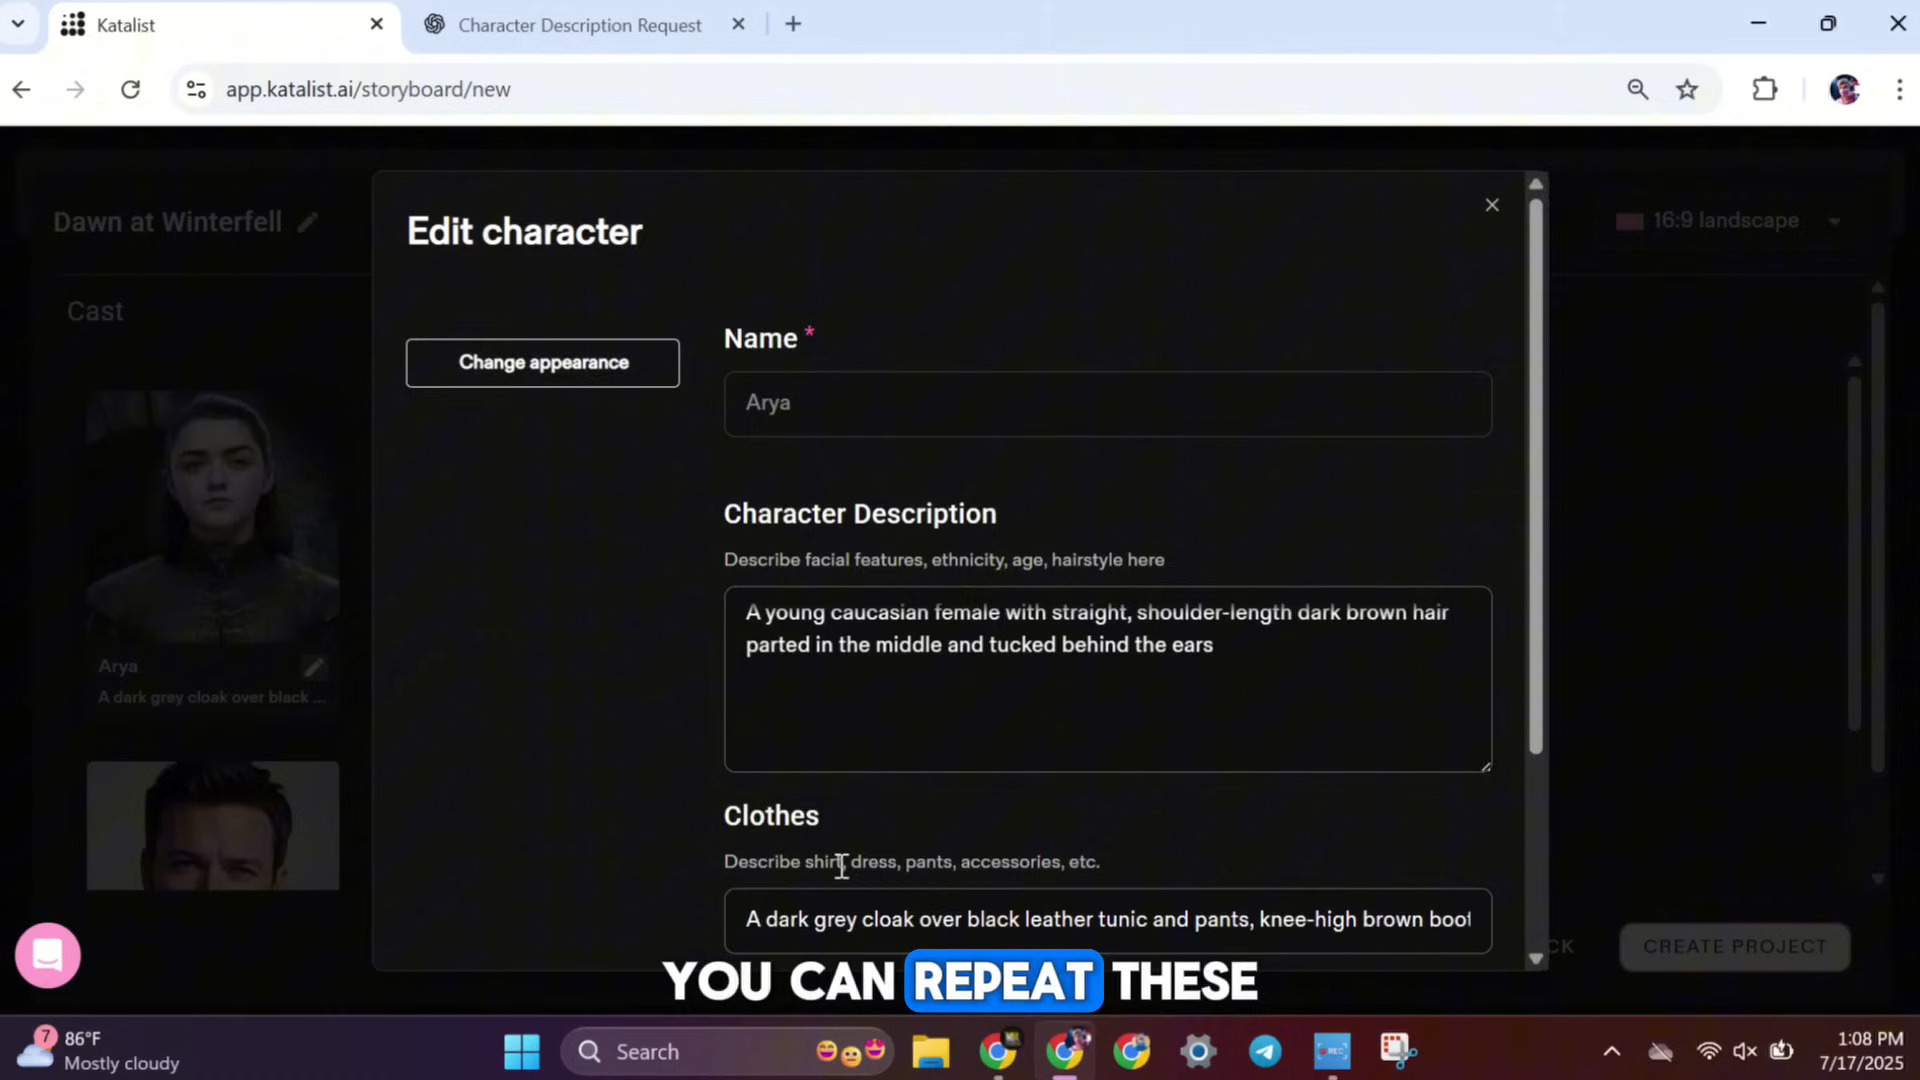 Katalist
Character Description Request
app.katalist.ai/storyboard/new
Dawn at Winterfell
16:9 landscape
Edit character
Cast
Name *
Change appearance
Arya
Character Description
Describe facial features, ethnicity, age, hairstyle here
A young caucasian female with straight, shoulder-length dark brown hair
parted in the middle and tucked behind the ears
Arya
A dark grey cloak over black ...
Clothes
Describe shirt, dress, pants, accessories, etc.
A dark grey cloak over black leather tunic and pants, knee-high brown boot
CK
CREATE PROJECT
YOU CAN REPEAT THESE
7
86°F
Mostly cloudy
Search
REC
1:08 PM
7/17/2025